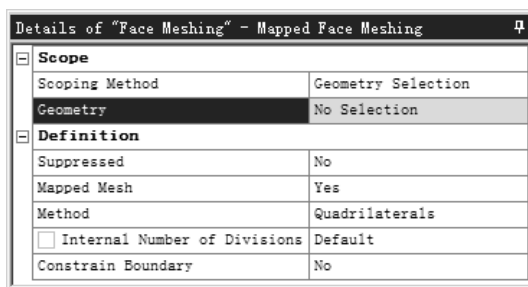 Details of "Face Meshing" - Mapped Face Meshing
Scope
Scoping Method Geometry Selection
Geometry No Selection
Definition
Suppressed No
Mapped Mesh Yes
Method Quadrilaterals
Internal Number of Divisions Default
Constrain Boundary No